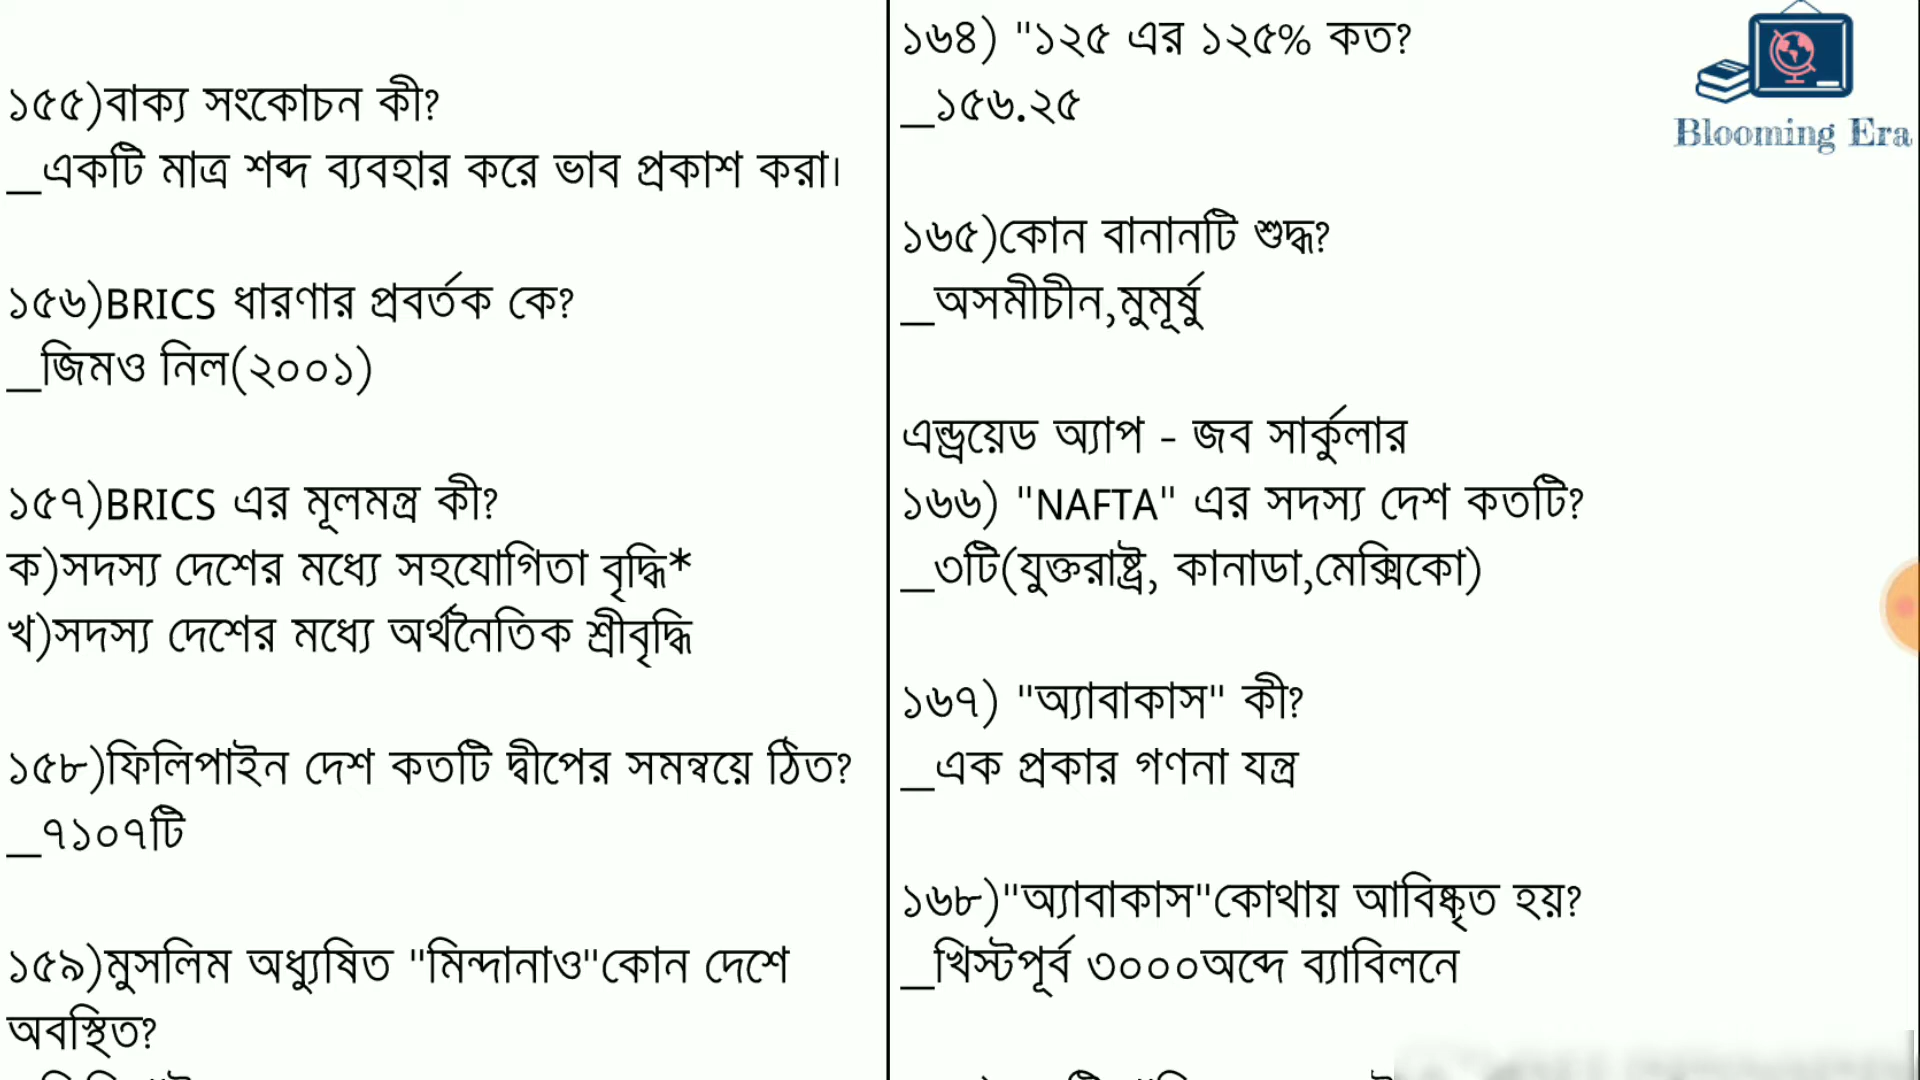 ১৫৫)বাক্য সংকোচন কী?
_একটি মাত্র শব্দ ব্যবহার করে ভাব প্রকাশ করা।
১৫৬)BRICS ধারণার প্রবর্তক কে?
_জিমও নিল(২০০১)
১৫৭)BRICS এর মূলমন্ত্র কী?
ক)সদস্য দেশের মধ্যে সহযোগিতা বৃদ্ধি*
খ)সদস্য দেশের মধ্যে অর্থনৈতিক শ্রীবৃদ্ধি
১৫৮)ফিলিপাইন দেশ কতটি দ্বীপের সমন্বয়ে ঠিত?
_৭১০৭টি
১৫৯)মুসলিম অধ্যুষিত "মিন্দানাও"কোন দেশে
অবস্থিত?
১৬৪) "১২৫ এর ১২৫% কত?
_১৫৬.২৫
১৬৫)কোন বানানটি শুদ্ধ?
_অসমীচীন,মুমূর্ষু
এন্ড্রয়েড অ্যাপ - জব সার্কুলার
১৬৬) "NAFTA" এর সদস্য দেশ কতটি?
_৩টি(যুক্তরাষ্ট্র, কানাডা,মেক্সিকো)
১৬৭) "অ্যাবাকাস" কী?
_এক প্রকার গণনা যন্ত্র
১৬৮)"অ্যাবাকাস"কোথায় আবিষ্কৃত হয়?
_খিস্টপূর্ব ৩০০০অব্দে ব্যাবিলনে
Blooming Era